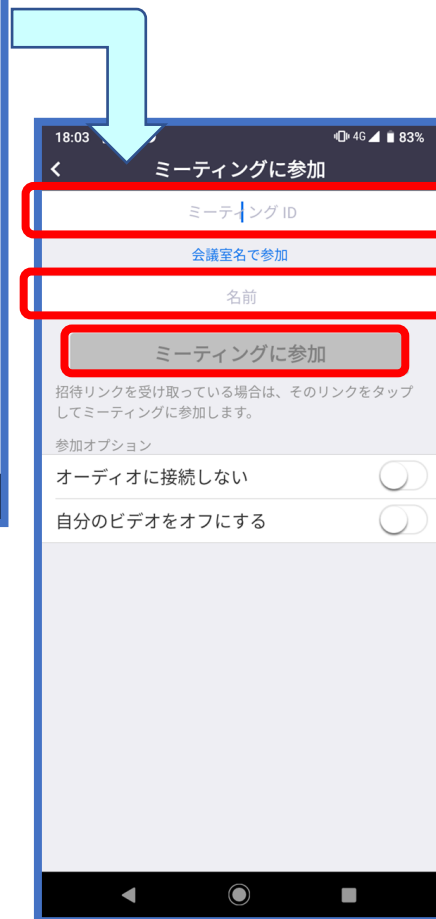 18:03 4G 83%
ミーティングに参加
ミーティング ID
会議室名で参加
名前
ミーティングに参加
招待リンクを受け取っている場合は、そのリンクをタップ
してミーティングに参加します。
参加オプション
オーディオに接続しない
自分のビデオをオフにする